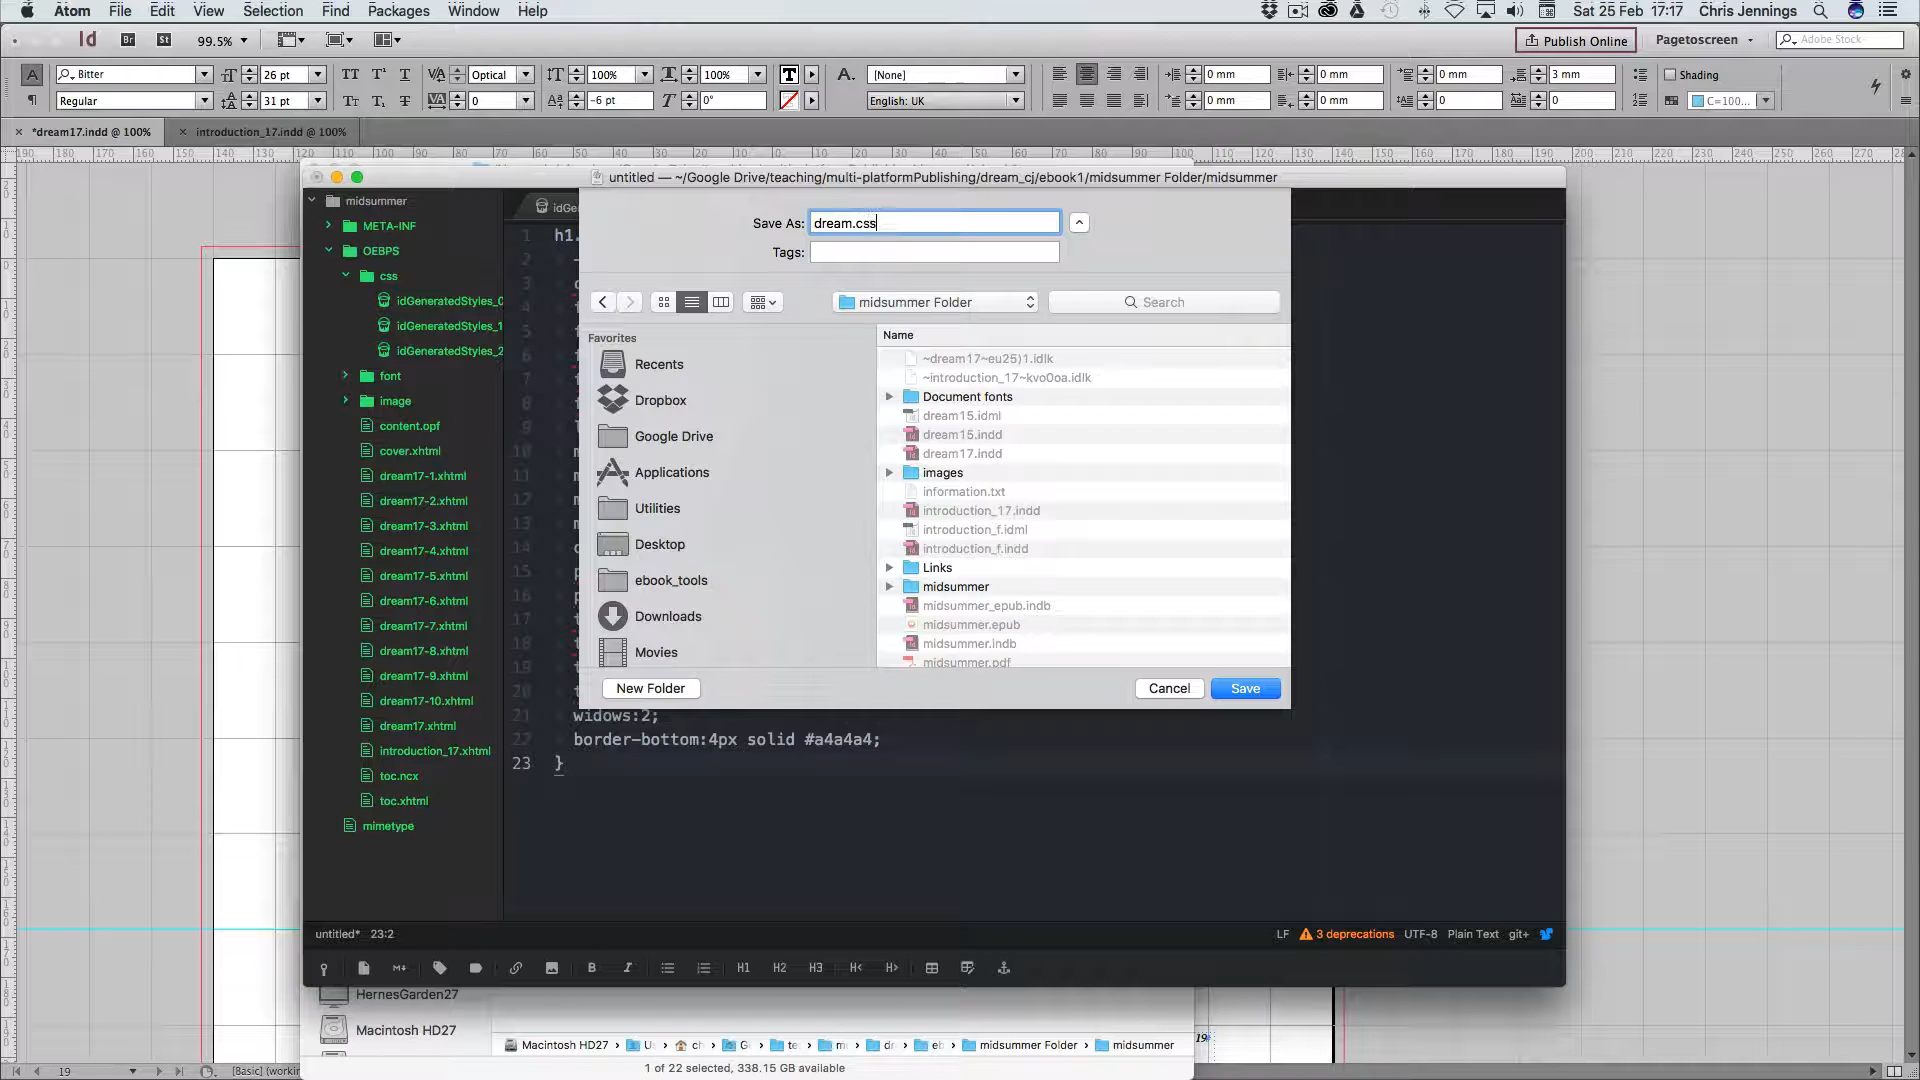 Atom File Edit View Selection Find Packages Window Help
Sat 25 Feb 17:17 Chris Jennings
Id Br St 99.5%
Publish Online Pagetoscreen Adobe Stock
A Bitter 26 pt Optical 100% 100% [None] 0 mm 0 mm 0 mm 3 mm Shading
Regular 31 pt 0 -6 pt 0° English: UK 0 mm 0 mm 0 0 C=100...
*dream17.indd @ 100% introduction_17.indd @ 100%
untitled — ~/Google Drive/teaching/multi-platformPublishing/dream_cj/ebook1/midsummer Folder/midsummer
midsummer
META-INF
OEBPS
css
idGeneratedStyles_0
idGeneratedStyles_1
idGeneratedStyles_2
font
image
content.opf
cover.xhtml
dream17-1.xhtml
dream17-2.xhtml
dream17-3.xhtml
dream17-4.xhtml
dream17-5.xhtml
dream17-6.xhtml
dream17-7.xhtml
dream17-8.xhtml
dream17-9.xhtml
dream17-10.xhtml
dream17.xhtml
introduction_17.xhtml
toc.ncx
toc.xhtml
mimetype
Save As: dream.css
Tags:
midsummer Folder
Search
Favorites
Recents
Dropbox
Google Drive
Applications
Utilities
Desktop
ebook_tools
Downloads
Movies
Name
~dream17~eu25)1.idlk
~introduction_17~kvo0oa.idlk
Document fonts
dream15.idml
dream15.indd
dream17.indd
images
information.txt
introduction_17.indd
introduction_f.idml
introduction_f.indd
Links
midsummer
midsummer_epub.indb
midsummer.epub
midsummer.indb
midsummer.pdf
New Folder Cancel Save
21 widows:2;
22 border-bottom:4px solid #a4a4a4;
23 }
untitled* 23:2
LF 3 deprecations UTF-8 Plain Text git+
M+ B I H1 H2 H3 H< H>
HernesGarden27
Macintosh HD27
Macintosh HD27 › U › ch › G › te › m › dr › eb › midsummer Folder › midsummer
1 of 22 selected, 338.15 GB available
19